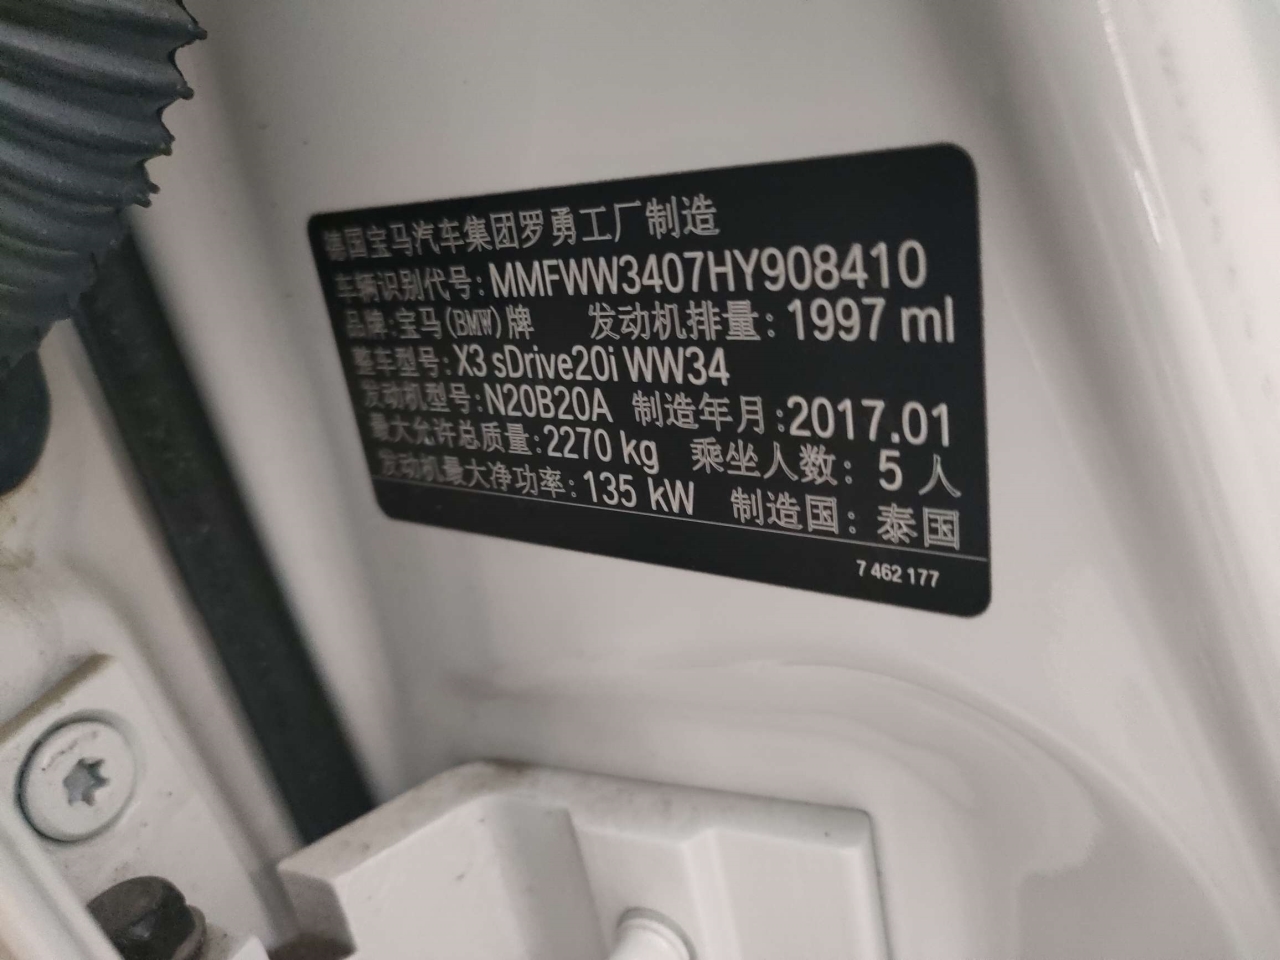 德国宝马汽车集团罗勇工厂制造
车辆识别代号: MMFWW3407HY908410
品牌: 宝马(BMW)牌 发动机排量: 1997 ml
整车型号: X3 sDrive20i WW34
发动机型号: N20B20A 制造年月: 2017.01
最大允许总质量: 2270 kg 乘坐人数: 5 人
发动机最大净功率: 135 kW 制造国: 泰国
7 462 177